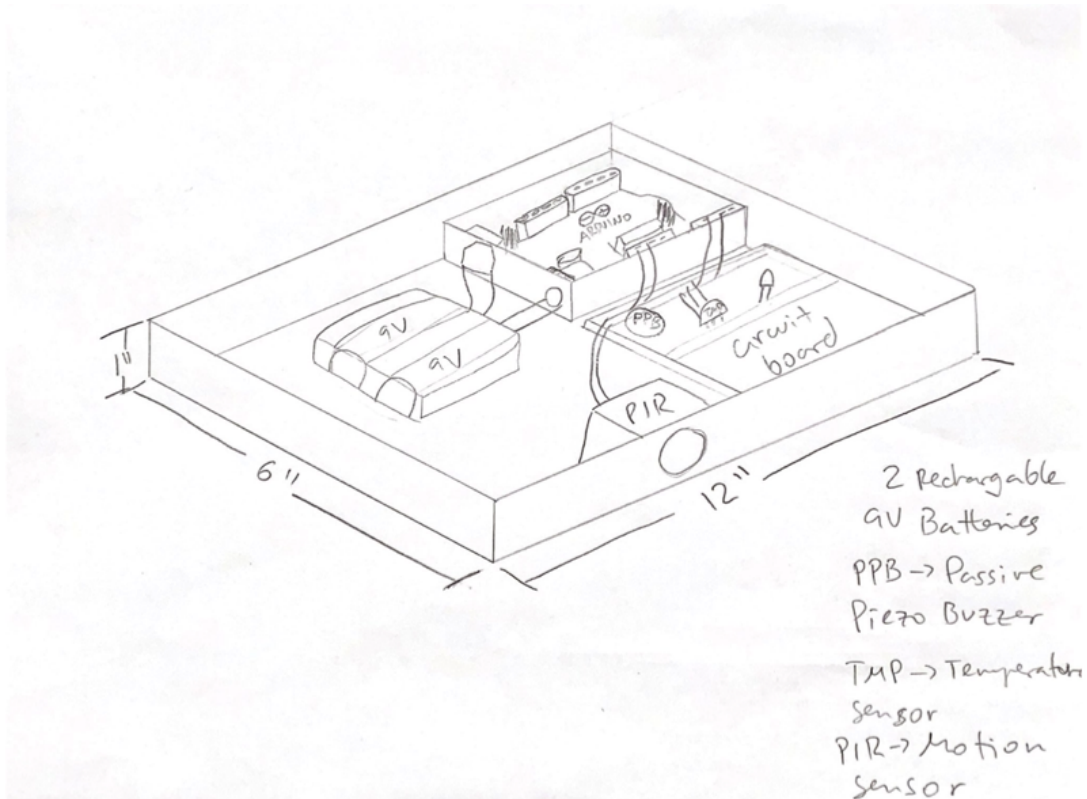 ARDUINO
9V
9V
PPB
TMP
circuit
board
PIR
1"
6"
12"
2 Rechargable
9V Batteries
PPB → Passive
Piezo Buzzer
TMP → Temperature
sensor
PIR → Motion
sensor